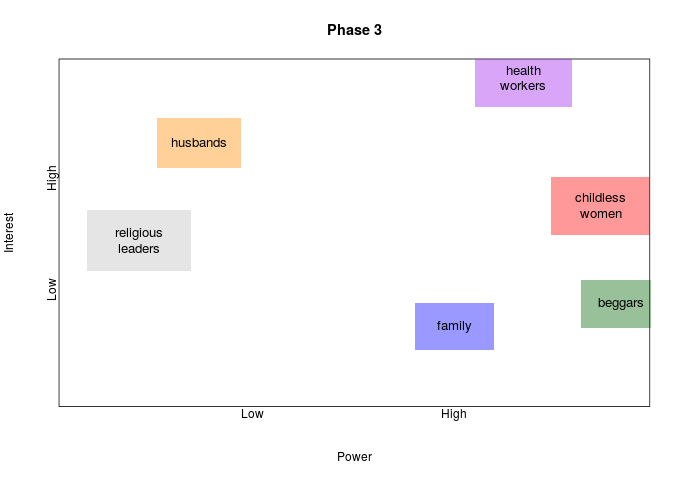 Phase 3
health
workers
husbands
High
childless
women
Interest
religious
leaders
Low
beggars
family
Low
High
Power